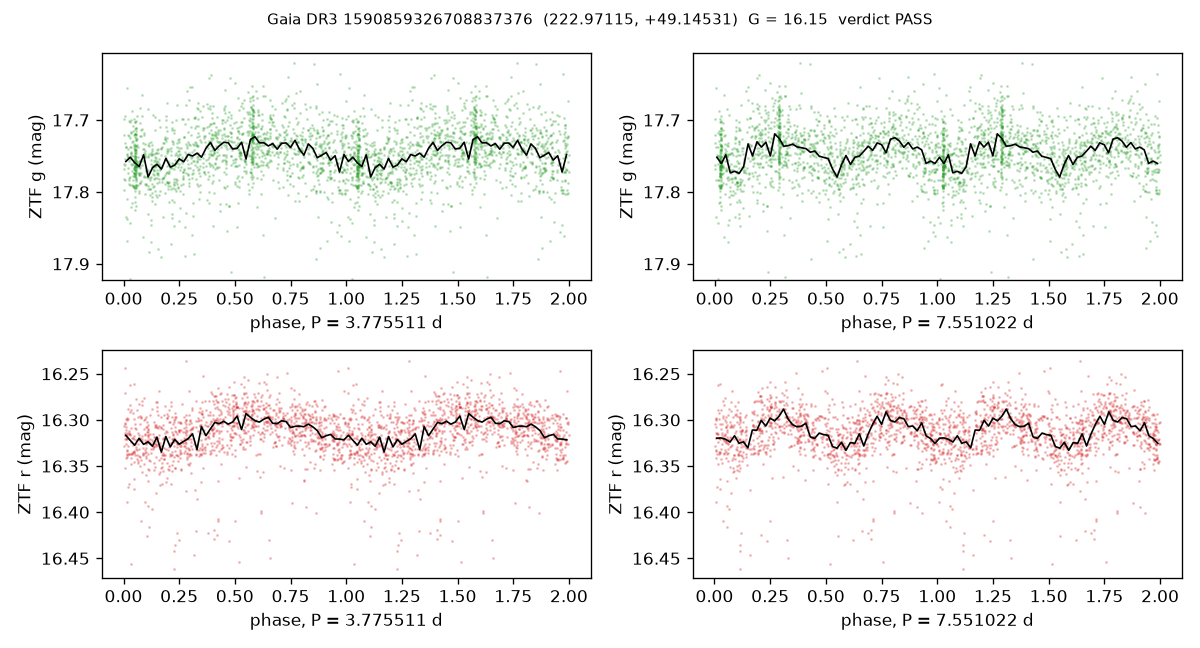 Gaia DR3 1590859326708837376 (222.97115, +49.14531) G = 16.15 verdict PASS
ZTF g (mag)
17.7
17.8
17.9
0.00 0.25 0.50 0.75 1.00 1.25 1.50 1.75 2.00
phase, P = 3.775511 d
ZTF g (mag)
17.7
17.8
17.9
0.00 0.25 0.50 0.75 1.00 1.25 1.50 1.75 2.00
phase, P = 7.551022 d
ZTF r (mag)
16.25
16.30
16.35
16.40
16.45
0.00 0.25 0.50 0.75 1.00 1.25 1.50 1.75 2.00
phase, P = 3.775511 d
ZTF r (mag)
16.25
16.30
16.35
16.40
16.45
0.00 0.25 0.50 0.75 1.00 1.25 1.50 1.75 2.00
phase, P = 7.551022 d